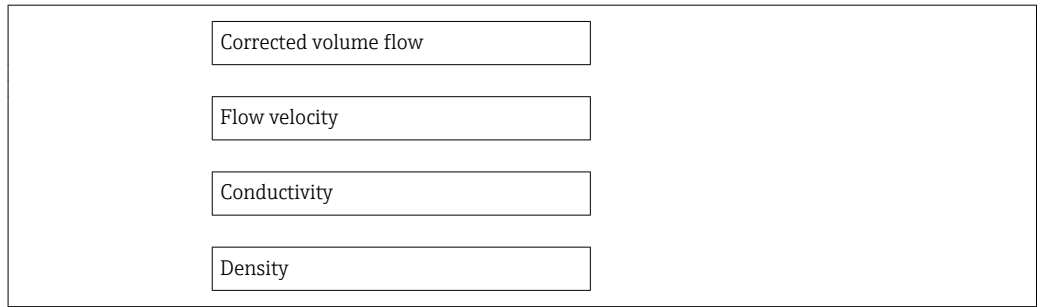 Corrected volume flow
Flow velocity
Conductivity
Density